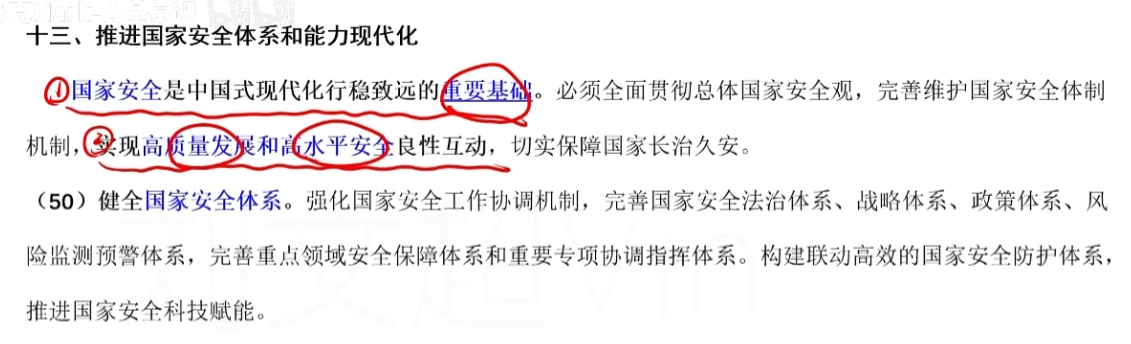 十三、推进国家安全体系和能力现代化
①国家安全是中国式现代化行稳致远的重要基础。必须全面贯彻总体国家安全观，完善维护国家安全体制
机制，②实现高质量发展和高水平安全良性互动，切实保障国家长治久安。
（50）健全国家安全体系。强化国家安全工作协调机制，完善国家安全法治体系、战略体系、政策体系、风
险监测预警体系，完善重点领域安全保障体系和重要专项协调指挥体系。构建联动高效的国家安全防护体系，
推进国家安全科技赋能。